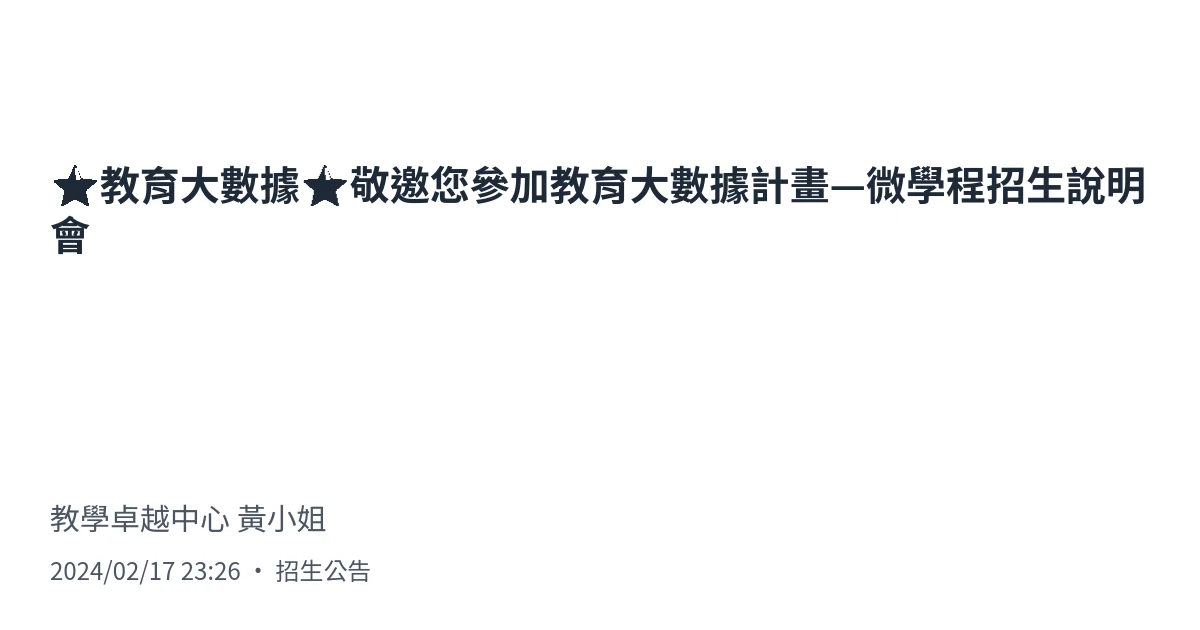 ★教育大數據★敬邀您參加教育大數據計畫—微學程招生說明
會
教學卓越中心 黃小姐
2024/02/17 23:26 • 招生公告